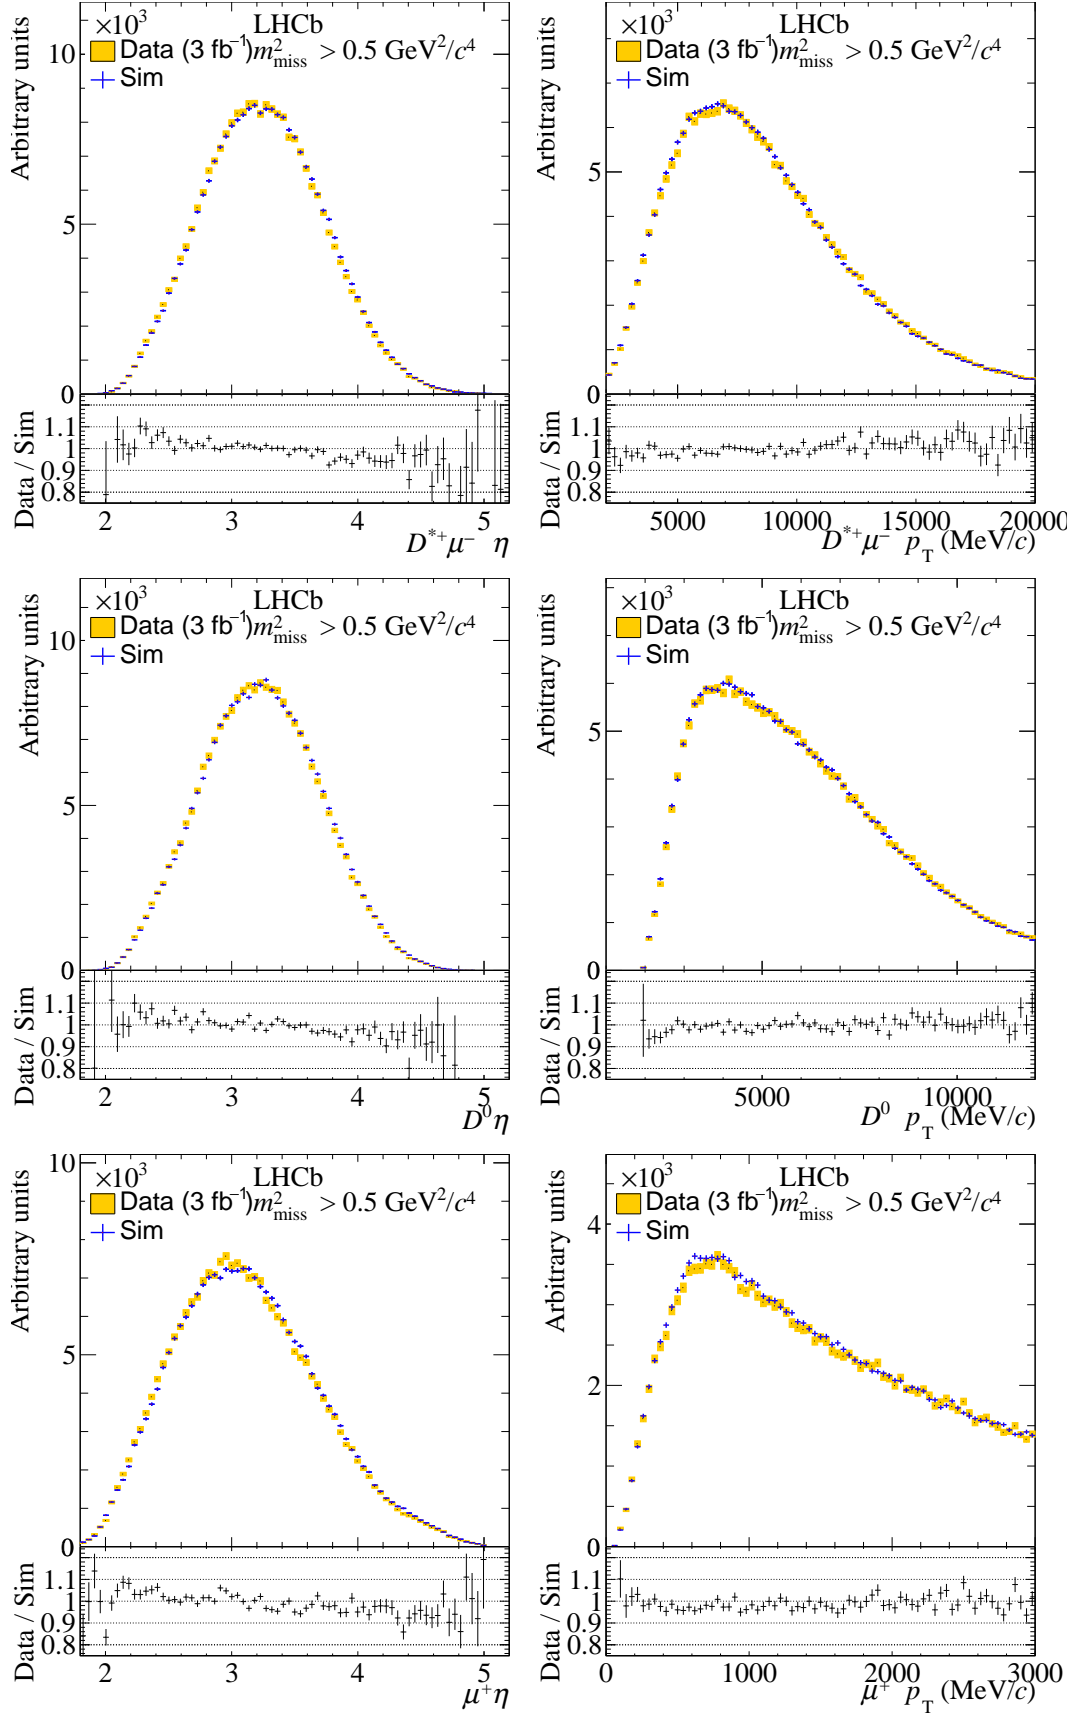 ×10³ LHCb
Data (3 fb⁻¹) m²miss > 0.5 GeV²/c⁴
Sim
Arbitrary units
10
5
0
Data / Sim
1.1
1
0.9
0.8
2 3 4 5
D*⁺μ⁻ η
×10³ LHCb
Data (3 fb⁻¹) m²miss > 0.5 GeV²/c⁴
Sim
Arbitrary units
5
0
Data / Sim
1.1
1
0.9
0.8
5000 10000 15000 20000
D*⁺μ⁻ pT (MeV/c)
×10³ LHCb
Data (3 fb⁻¹) m²miss > 0.5 GeV²/c⁴
Sim
Arbitrary units
10
5
0
Data / Sim
1.1
1
0.9
0.8
2 3 4 5
D⁰ η
×10³ LHCb
Data (3 fb⁻¹) m²miss > 0.5 GeV²/c⁴
Sim
Arbitrary units
5
0
Data / Sim
1.1
1
0.9
0.8
5000 10000
D⁰ pT (MeV/c)
×10³ LHCb
Data (3 fb⁻¹) m²miss > 0.5 GeV²/c⁴
Sim
Arbitrary units
10
5
0
Data / Sim
1.1
1
0.9
0.8
2 3 4 5
μ⁺ η
×10³ LHCb
Data (3 fb⁻¹) m²miss > 0.5 GeV²/c⁴
Sim
Arbitrary units
4
2
0
Data / Sim
1.1
1
0.9
0.8
0 1000 2000 3000
μ⁺ pT (MeV/c)